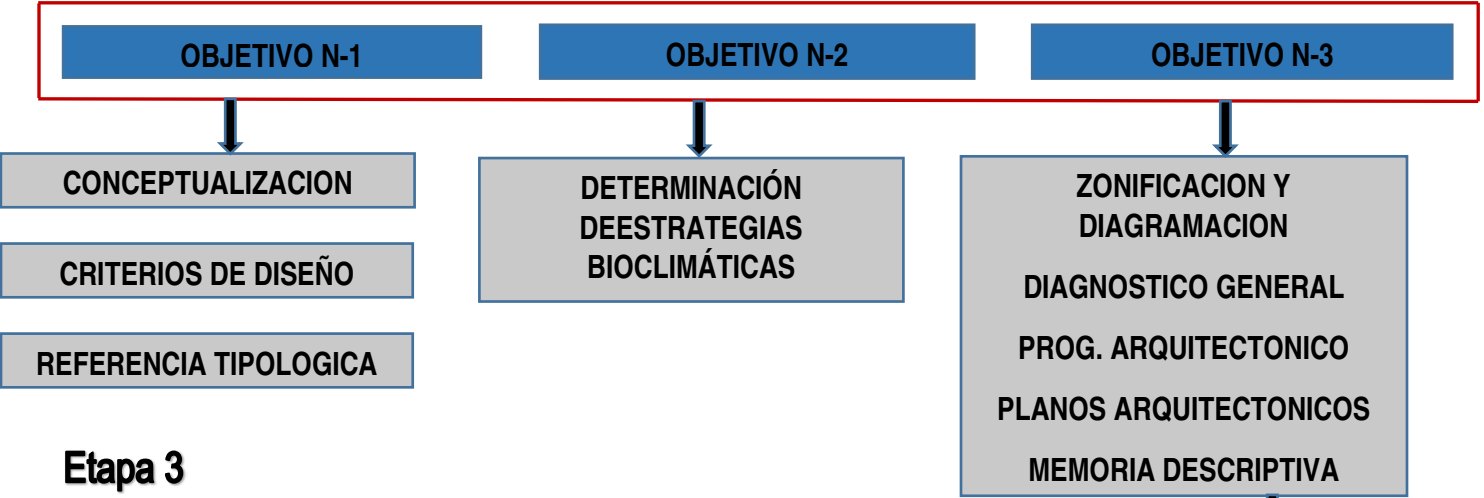 OBJETIVO N-1
OBJETIVO N-2
OBJETIVO N-3
CONCEPTUALIZACION
CRITERIOS DE DISEÑO
REFERENCIA TIPOLOGICA
DETERMINACIÓN
DEESTRATEGIAS
BIOCLIMÁTICAS
ZONIFICACION Y
DIAGRAMACION
DIAGNOSTICO GENERAL
PROG. ARQUITECTONICO
PLANOS ARQUITECTONICOS
MEMORIA DESCRIPTIVA
Etapa 3